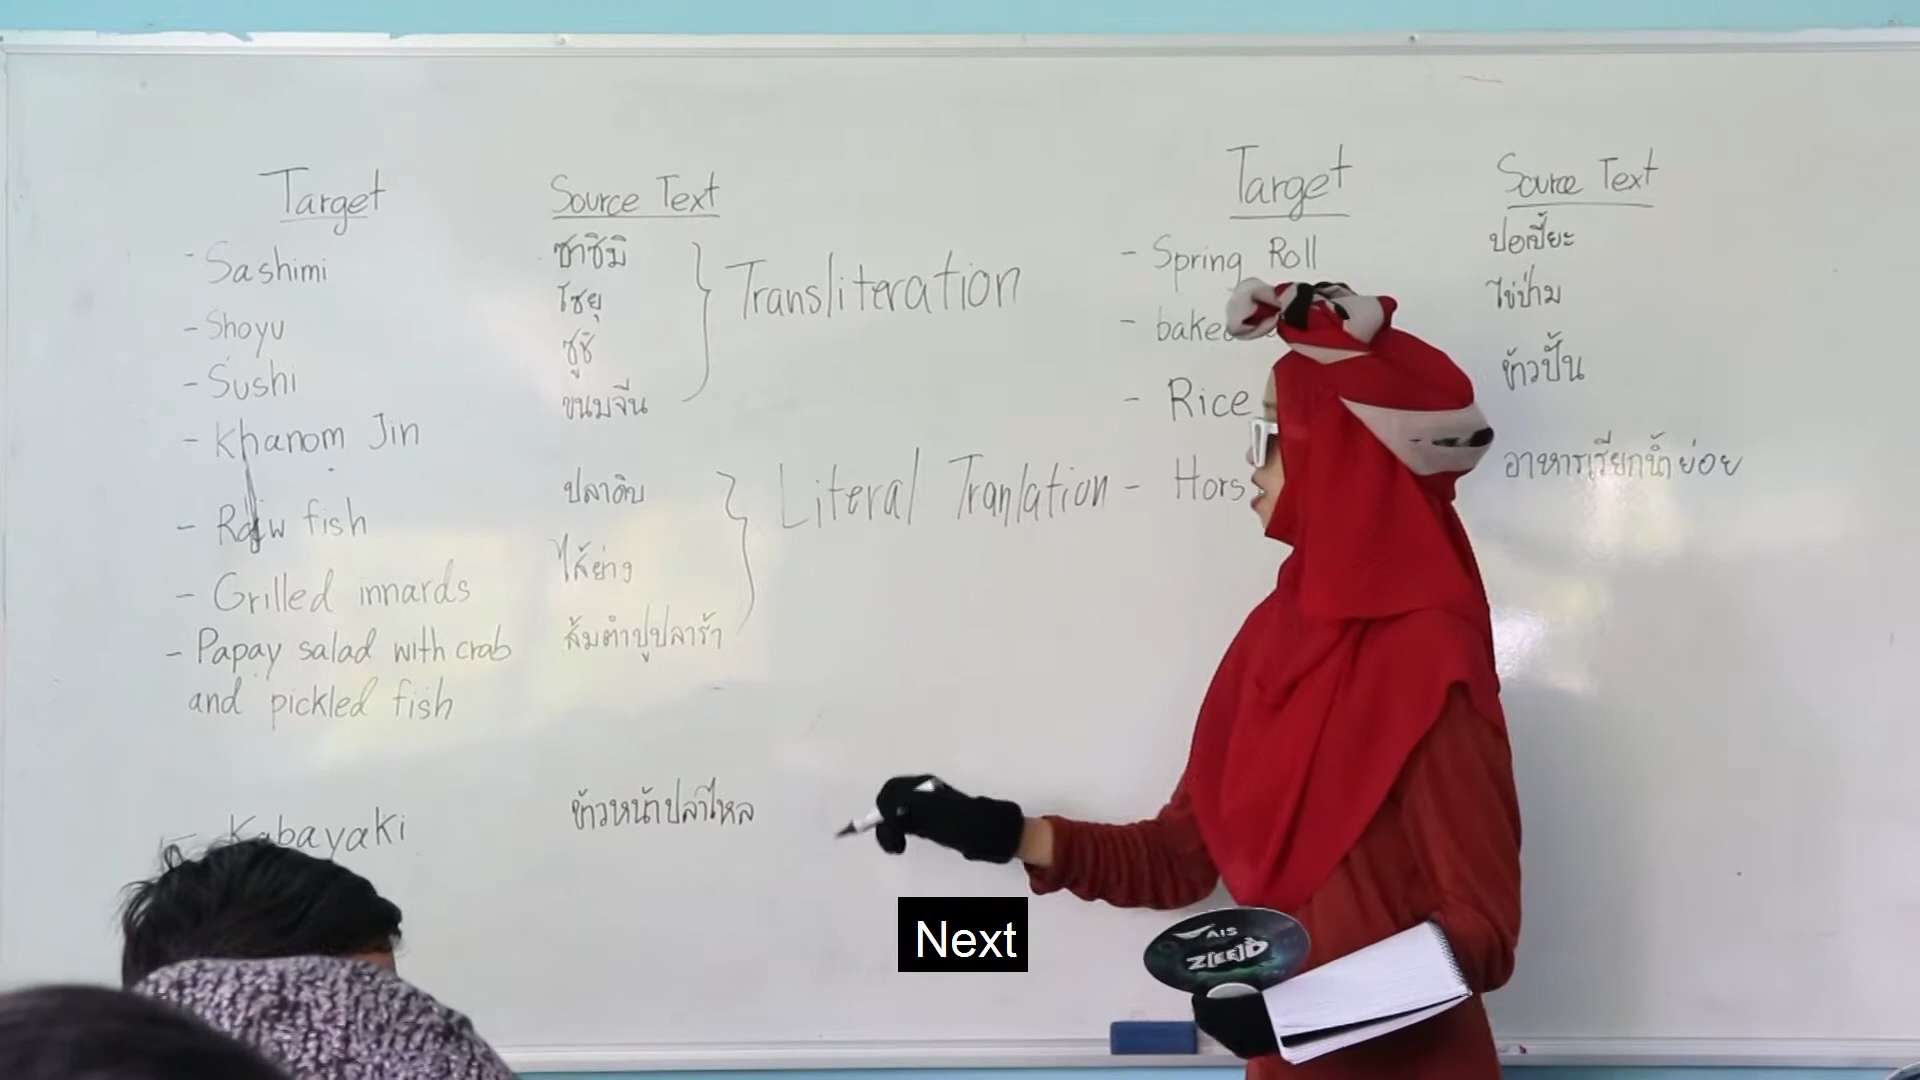 Target
Source Text
- Sashimi
ซาซิมิ
- Shoyu
โซยุ
- Sushi
ซูชิ
- Khanom Jin
ขนมจีน
Transliteration
- Raw fish
ปลาดิบ
- Grilled innards
ไส้ย่าง
- Papay salad with crab
and pickled fish
ส้มตำปูปลาร้า
Literal Tranlation
- Kabayaki
ข้าวหน้าปลาไหล
Target
Source Text
- Spring Roll
ปอเปี๊ยะ
- bake
ไข่ป่าม
- Rice
ข้าวปั้น
- Hors
อาหารเรียกน้ำย่อย
Next
AIS
ZEED